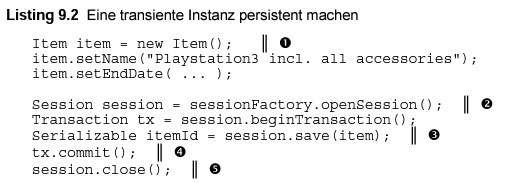 Listing 9.2 Eine transiente Instanz persistent machen
Item item = new Item(); ‖ ❶
item.setName("Playstation3 incl. all accessories");
item.setEndDate( ... );
Session session = sessionFactory.openSession(); ‖ ❷
Transaction tx = session.beginTransaction();
Serializable itemId = session.save(item); ‖ ❸
tx.commit(); ‖ ❹
session.close(); ‖ ❺